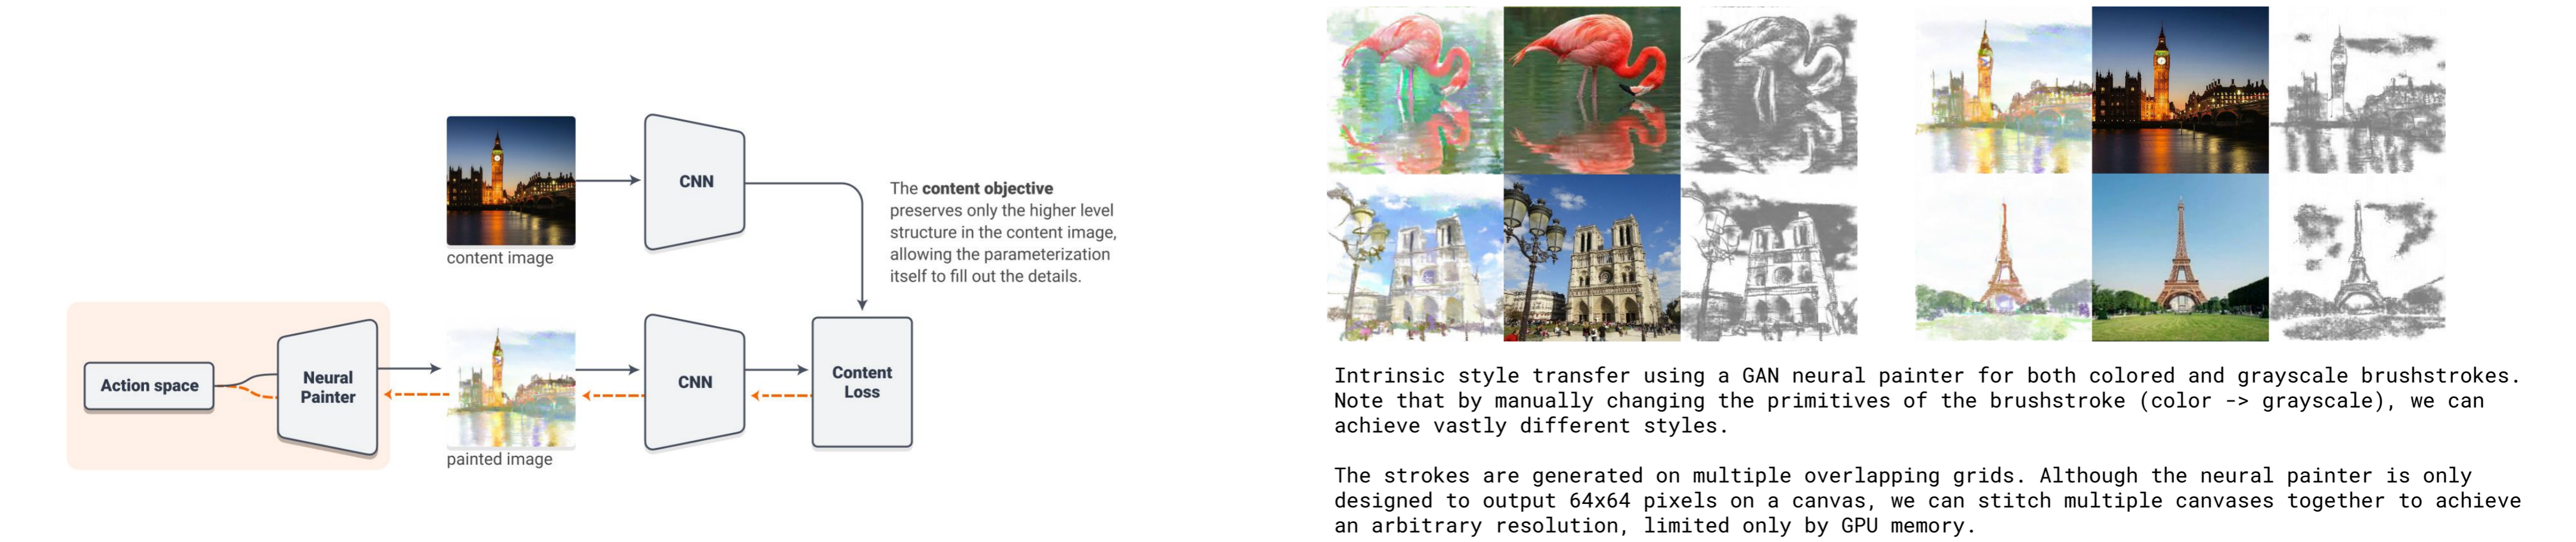 content image
CNN
The content objective
preserves only the higher level
structure in the content image,
allowing the parameterization
itself to fill out the details.
Action space
Neural
Painter
painted image
CNN
Content
Loss
Intrinsic style transfer using a GAN neural painter for both colored and grayscale brushstrokes.
Note that by manually changing the primitives of the brushstroke (color -> grayscale), we can
achieve vastly different styles.
The strokes are generated on multiple overlapping grids. Although the neural painter is only
designed to output 64x64 pixels on a canvas, we can stitch multiple canvases together to achieve
an arbitrary resolution, limited only by GPU memory.